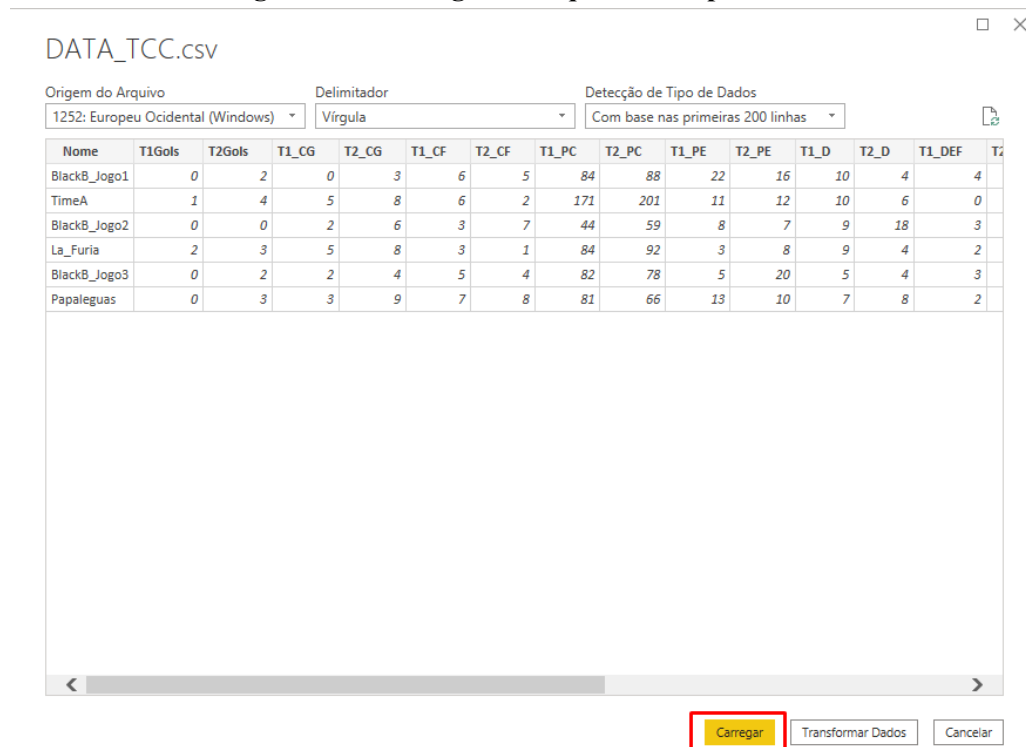 DATA_TCC.csv
Origem do Arquivo Delimitador Detecção de Tipo de Dados
1252: Europeu Ocidental (Windows) Vírgula Com base nas primeiras 200 linhas
Nome T1Gols T2Gols T1_CG T2_CG T1_CF T2_CF T1_PC T2_PC T1_PE T2_PE T1_D T2_D T1_DEF
BlackB_Jogo1 0 2 0 3 6 5 84 88 22 16 10 4 4
TimeA 1 4 5 8 6 2 171 201 11 12 10 6 0
BlackB_Jogo2 0 0 2 6 3 7 44 59 8 7 9 18 3
La_Furia 2 3 5 8 3 1 84 92 3 8 9 4 2
BlackB_Jogo3 0 2 2 4 5 4 82 78 5 20 5 4 3
Papaleguas 0 3 3 9 7 8 81 66 13 10 7 8 2
Carregar Transformar Dados Cancelar